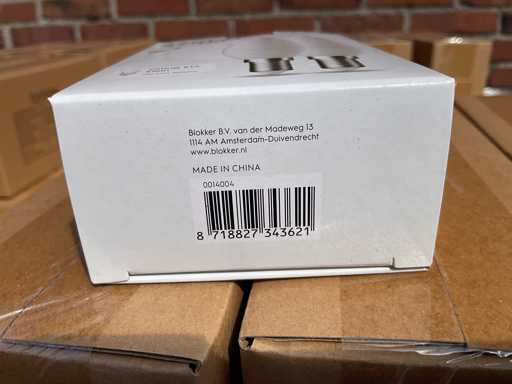 Blokker B.V. van der Madeweg 13
1114 AM Amsterdam-Duivendrecht
www.blokker.nl
MADE IN CHINA
0014004
8 718827 343621